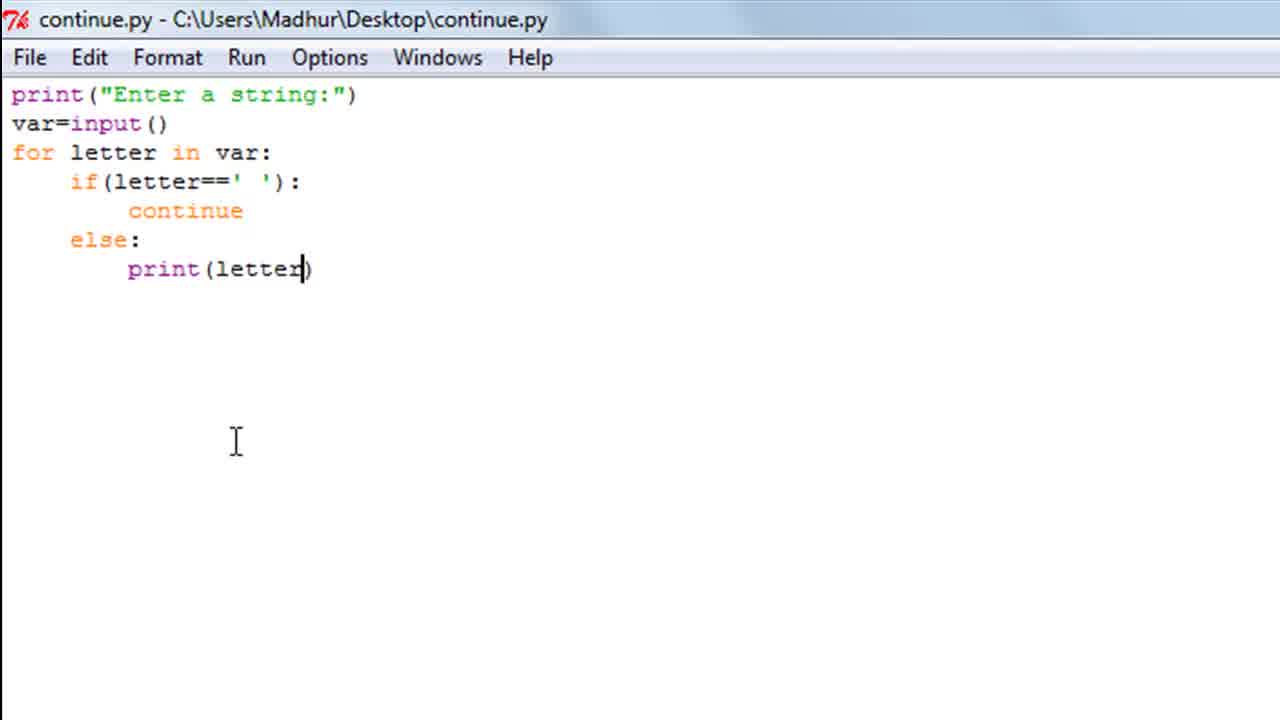 continue.py - C:\Users\Madhur\Desktop\continue.py
File Edit Format Run Options Windows Help
print("Enter a string:")
var=input()
for letter in var:
    if(letter==' '):
        continue
    else:
        print(letter)